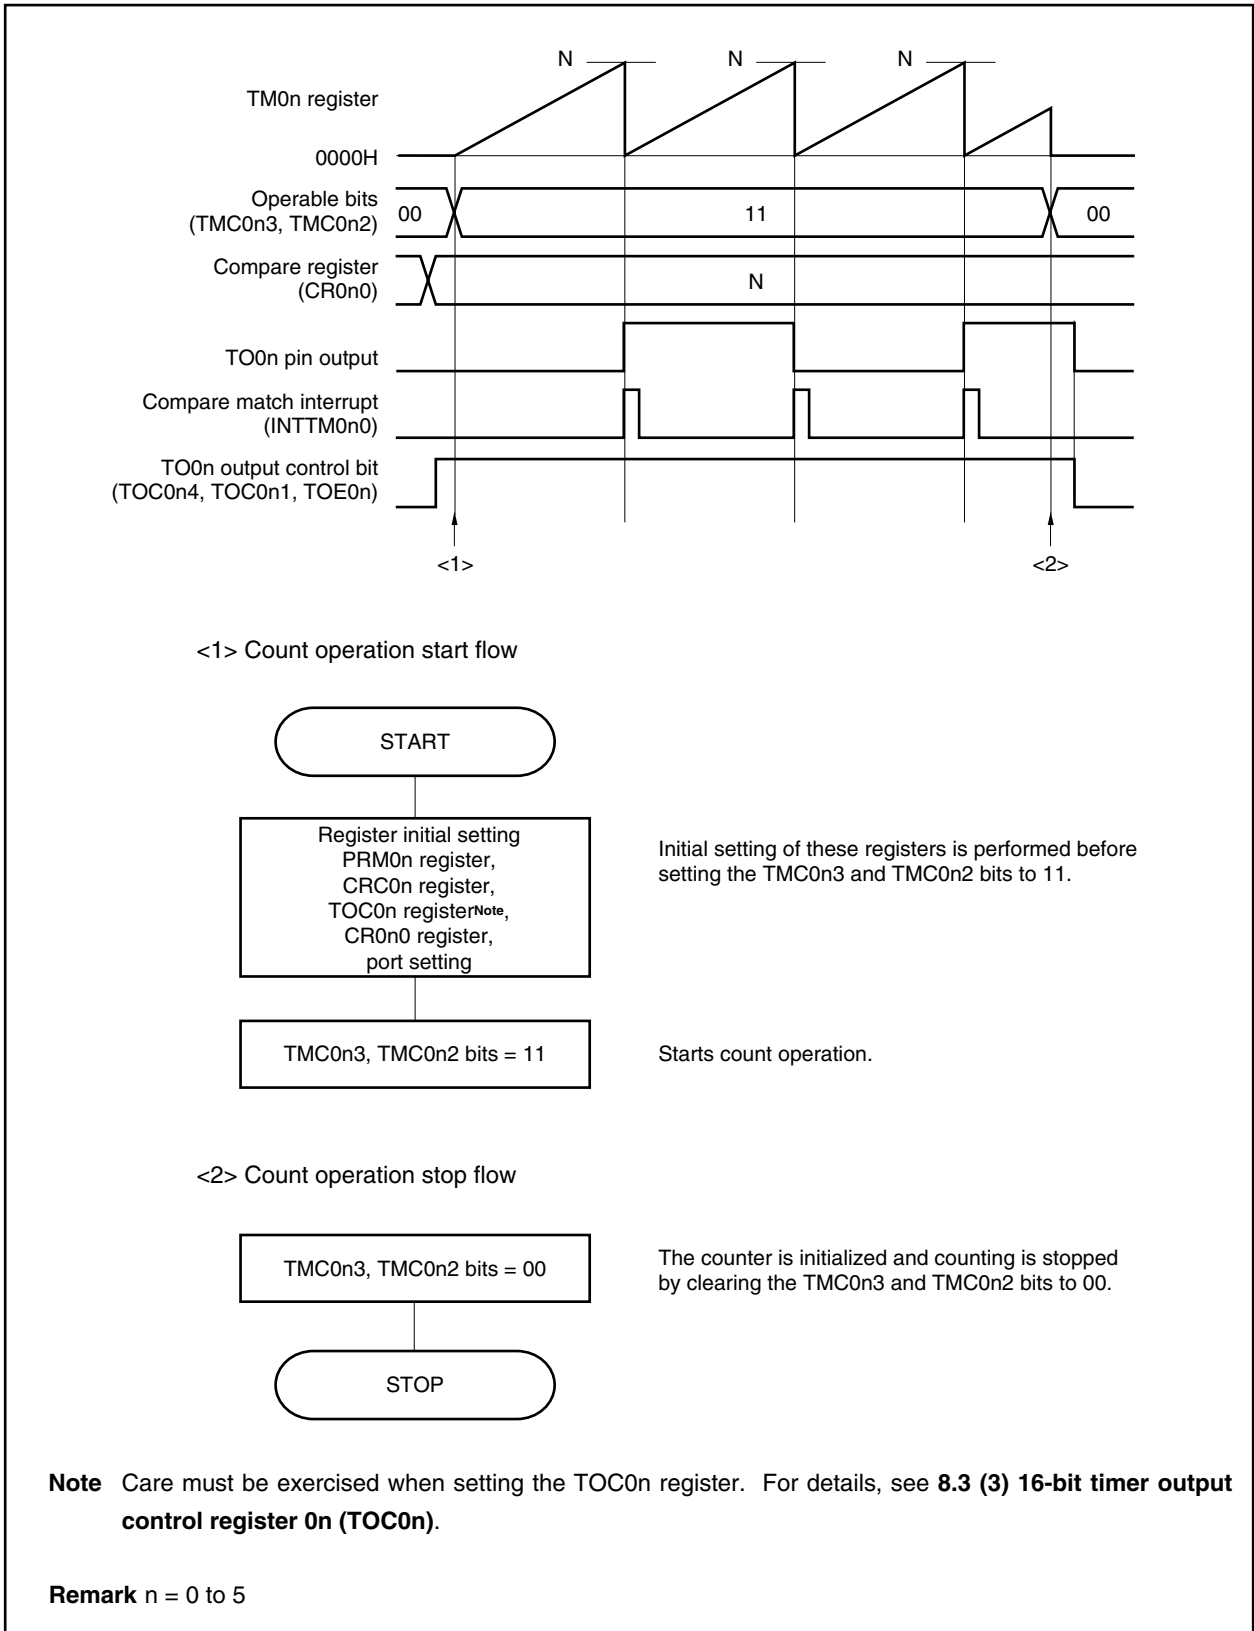 N N N
TM0n register
0000H
Operable bits
(TMC0n3, TMC0n2)
00 11 00
Compare register
(CR0n0)
N
TO0n pin output
Compare match interrupt
(INTTM0n0)
TO0n output control bit
(TOC0n4, TOC0n1, TOE0n)
<1> <2>
<1> Count operation start flow
START
Register initial setting
PRM0n register,
CRC0n register,
TOC0n registerNote,
CR0n0 register,
port setting
Initial setting of these registers is performed before
setting the TMC0n3 and TMC0n2 bits to 11.
TMC0n3, TMC0n2 bits = 11
Starts count operation.
<2> Count operation stop flow
TMC0n3, TMC0n2 bits = 00
The counter is initialized and counting is stopped
by clearing the TMC0n3 and TMC0n2 bits to 00.
STOP
Note Care must be exercised when setting the TOC0n register. For details, see 8.3 (3) 16-bit timer output
control register 0n (TOC0n).
Remark n = 0 to 5